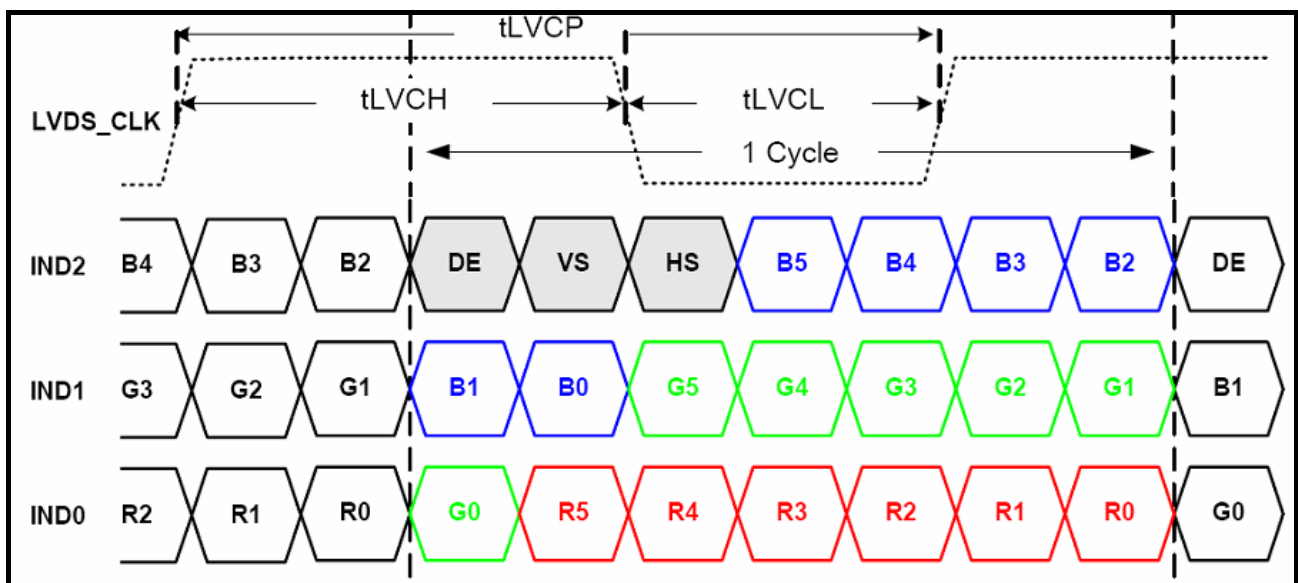 tLVCP
tLVCH tLVCL
LVDS_CLK
1 Cycle
IND2 B4 B3 B2 DE VS HS B5 B4 B3 B2 DE
IND1 G3 G2 G1 B1 B0 G5 G4 G3 G2 G1 B1
IND0 R2 R1 R0 G0 R5 R4 R3 R2 R1 R0 G0